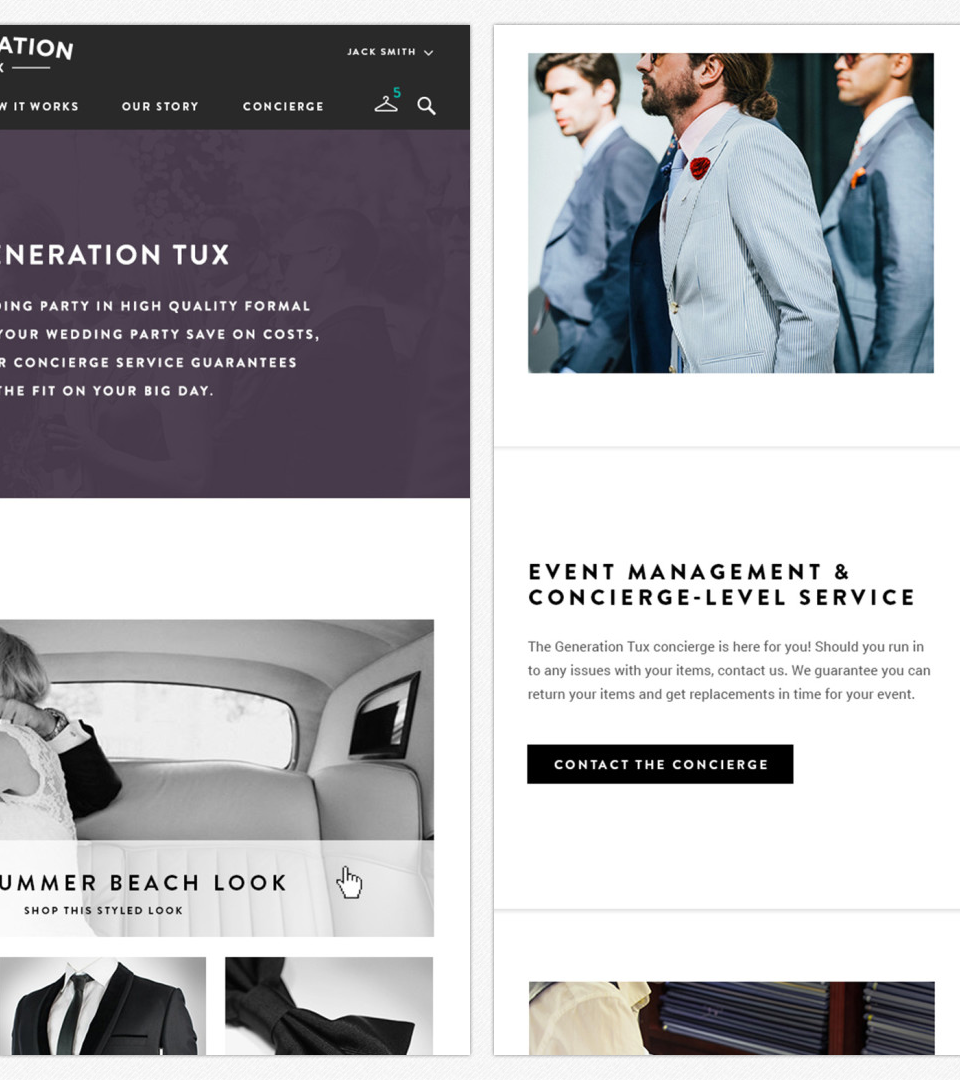 ATION
X
JACK SMITH
W IT WORKS
OUR STORY
CONCIERGE
5
ENERATION TUX
DING PARTY IN HIGH QUALITY FORMAL
YOUR WEDDING PARTY SAVE ON COSTS,
R CONCIERGE SERVICE GUARANTEES
THE FIT ON YOUR BIG DAY.
UMMER BEACH LOOK
SHOP THIS STYLED LOOK
EVENT MANAGEMENT &
CONCIERGE-LEVEL SERVICE
The Generation Tux concierge is here for you! Should you run in
to any issues with your items, contact us. We guarantee you can
return your items and get replacements in time for your event.
CONTACT THE CONCIERGE